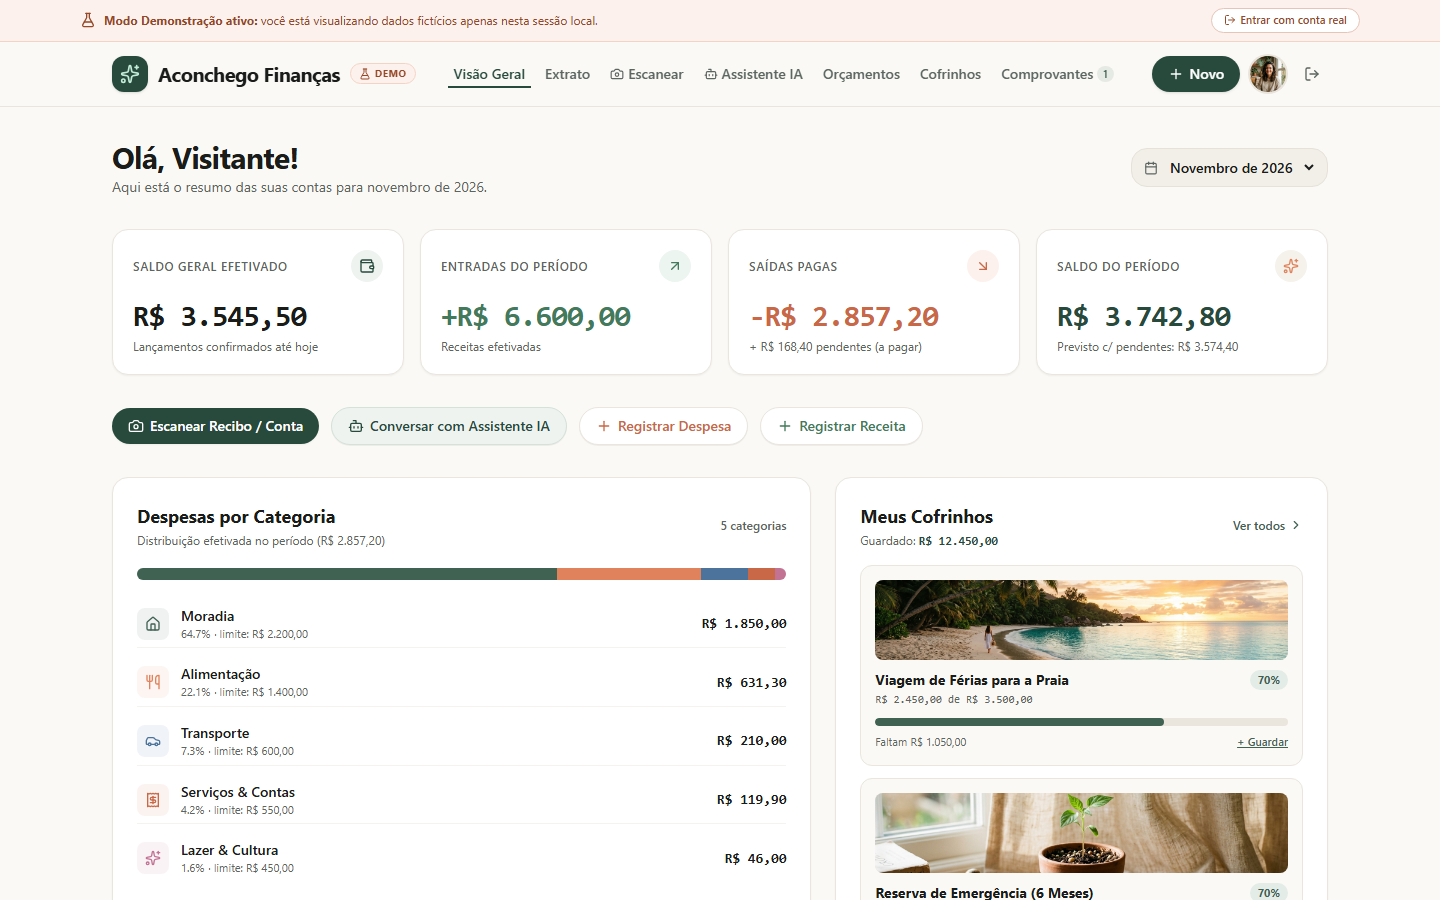 Modo Demonstração ativo: você está visualizando dados fictícios apenas nesta sessão local.
Entrar com conta real
Aconchego Finanças
DEMO
Visão Geral
Extrato
Escanear
Assistente IA
Orçamentos
Cofrinhos
Comprovantes 1
+ Novo
Olá, Visitante!
Aqui está o resumo das suas contas para novembro de 2026.
Novembro de 2026
SALDO GERAL EFETIVADO
R$ 3.545,50
Lançamentos confirmados até hoje
ENTRADAS DO PERÍODO
+R$ 6.600,00
Receitas efetivadas
SAÍDAS PAGAS
-R$ 2.857,20
+ R$ 168,40 pendentes (a pagar)
SALDO DO PERÍODO
R$ 3.742,80
Previsto c/ pendentes: R$ 3.574,40
Escanear Recibo / Conta
Conversar com Assistente IA
+ Registrar Despesa
+ Registrar Receita
Despesas por Categoria
Distribuição efetivada no período (R$ 2.857,20)
5 categorias
Moradia
64.7% · limite: R$ 2.200,00
R$ 1.850,00
Alimentação
22.1% · limite: R$ 1.400,00
R$ 631,30
Transporte
7.3% · limite: R$ 600,00
R$ 210,00
Serviços & Contas
4.2% · limite: R$ 550,00
R$ 119,90
Lazer & Cultura
1.6% · limite: R$ 450,00
R$ 46,00
Meus Cofrinhos
Guardado: R$ 12.450,00
Ver todos
Viagem de Férias para a Praia
70%
R$ 2.450,00 de R$ 3.500,00
Faltam R$ 1.050,00
+ Guardar
Reserva de Emergência (6 Meses)
70%